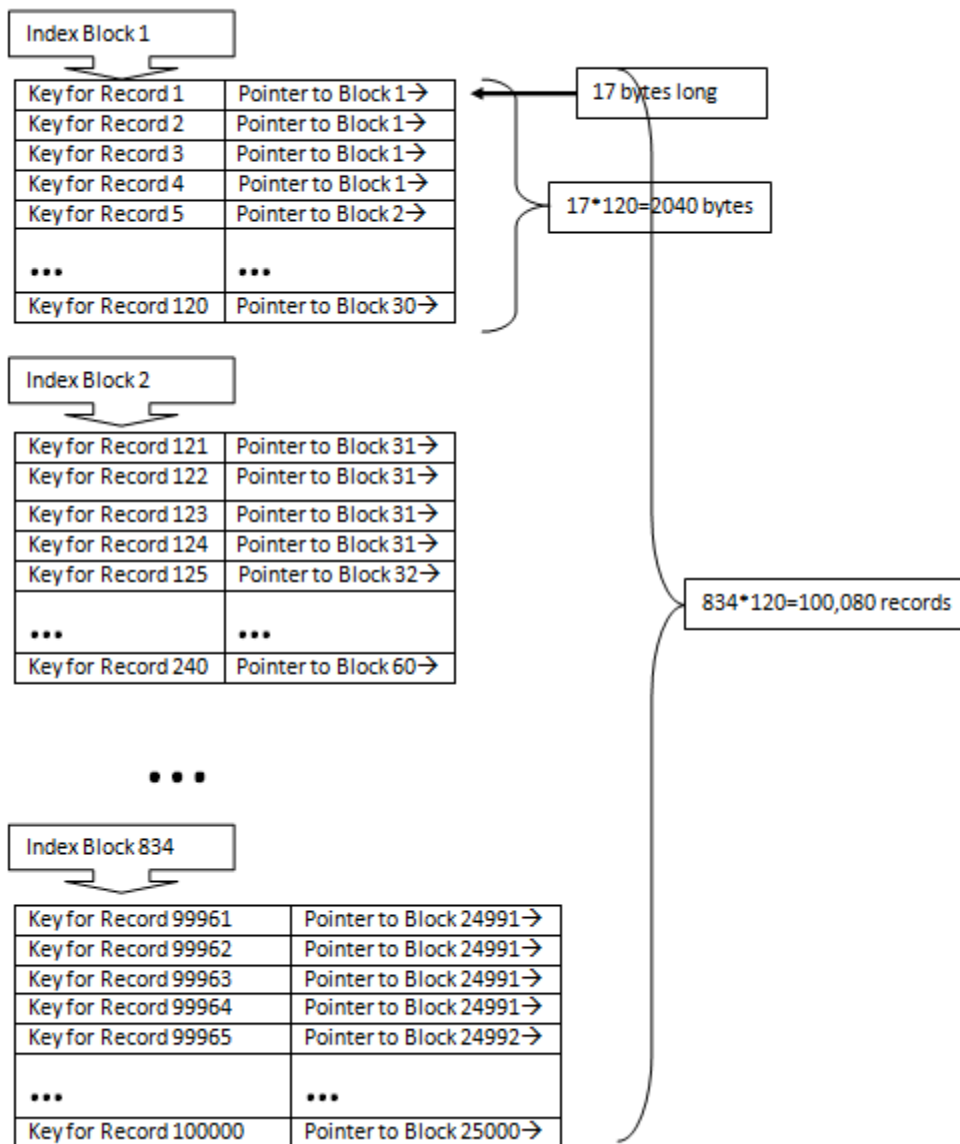 Index Block 1
Key for Record 1 Pointer to Block 1→ 17 bytes long
Key for Record 2 Pointer to Block 1→
Key for Record 3 Pointer to Block 1→
Key for Record 4 Pointer to Block 1→
Key for Record 5 Pointer to Block 2→ 17*120=2040 bytes
... ...
Key for Record 120 Pointer to Block 30→
Index Block 2
Key for Record 121 Pointer to Block 31→
Key for Record 122 Pointer to Block 31→
Key for Record 123 Pointer to Block 31→
Key for Record 124 Pointer to Block 31→
Key for Record 125 Pointer to Block 32→
834*120=100,080 records
... ...
Key for Record 240 Pointer to Block 60→
...
Index Block 834
Key for Record 99961 Pointer to Block 24991→
Key for Record 99962 Pointer to Block 24991→
Key for Record 99963 Pointer to Block 24991→
Key for Record 99964 Pointer to Block 24991→
Key for Record 99965 Pointer to Block 24992→
... ...
Key for Record 100000 Pointer to Block 25000→